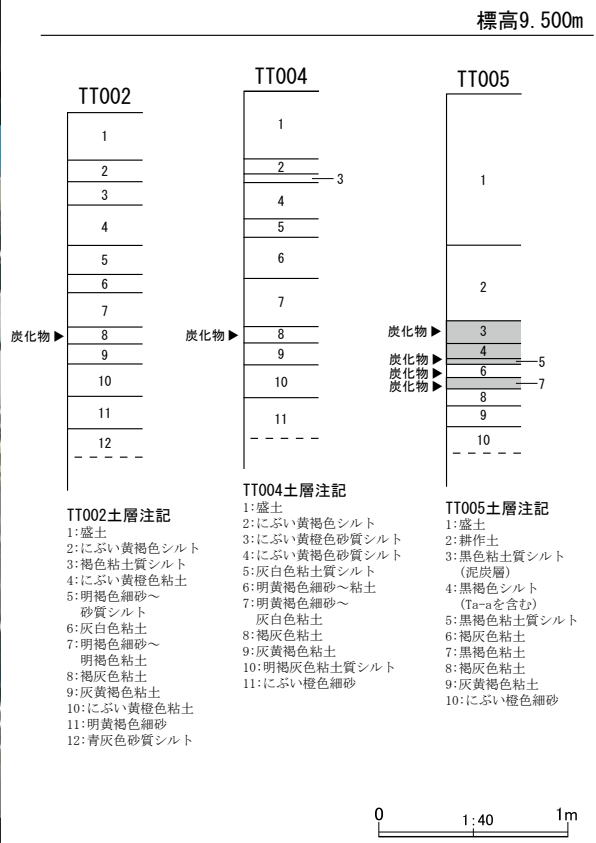 標高9.500m
TT002
1
2
3
4
5
6
7
炭化物▶
8
9
10
11
12
TT004
1
2
3
4
5
6
7
炭化物▶
8
9
10
11
TT005
1
2
炭化物▶
3
4
炭化物▶
5
炭化物▶
6
炭化物▶
7
8
9
10
TT002土層注記
1:盛土
2:にぶい黄褐色シルト
3:褐色粘土質シルト
4:にぶい黄橙色粘土
5:明褐色細砂～
砂質シルト
6:灰白色粘土
7:明褐色細砂～
明褐色粘土
8:褐灰色粘土
9:灰黄褐色粘土
10:にぶい黄橙色粘土
11:明黄褐色細砂
12:青灰色砂質シルト
TT004土層注記
1:盛土
2:にぶい黄褐色シルト
3:にぶい黄橙色砂質シルト
4:にぶい黄橙色砂質シルト
5:灰白色粘土質シルト
6:明黄褐色細砂～粘土
7:明黄褐色細砂～
灰白色粘土
8:褐灰色粘土
9:灰黄褐色粘土
10:明褐灰色粘土質シルト
11:にぶい橙色細砂
TT005土層注記
1:盛土
2:耕作土
3:黒色粘土質シルト
(泥炭層)
4:黒褐色シルト
(Ta-aを含む)
5:黒褐色粘土質シルト
6:褐灰色粘土
7:黒褐色粘土
8:褐灰色粘土
9:灰黄褐色粘土
10:にぶい橙色細砂
0 1:40 1m